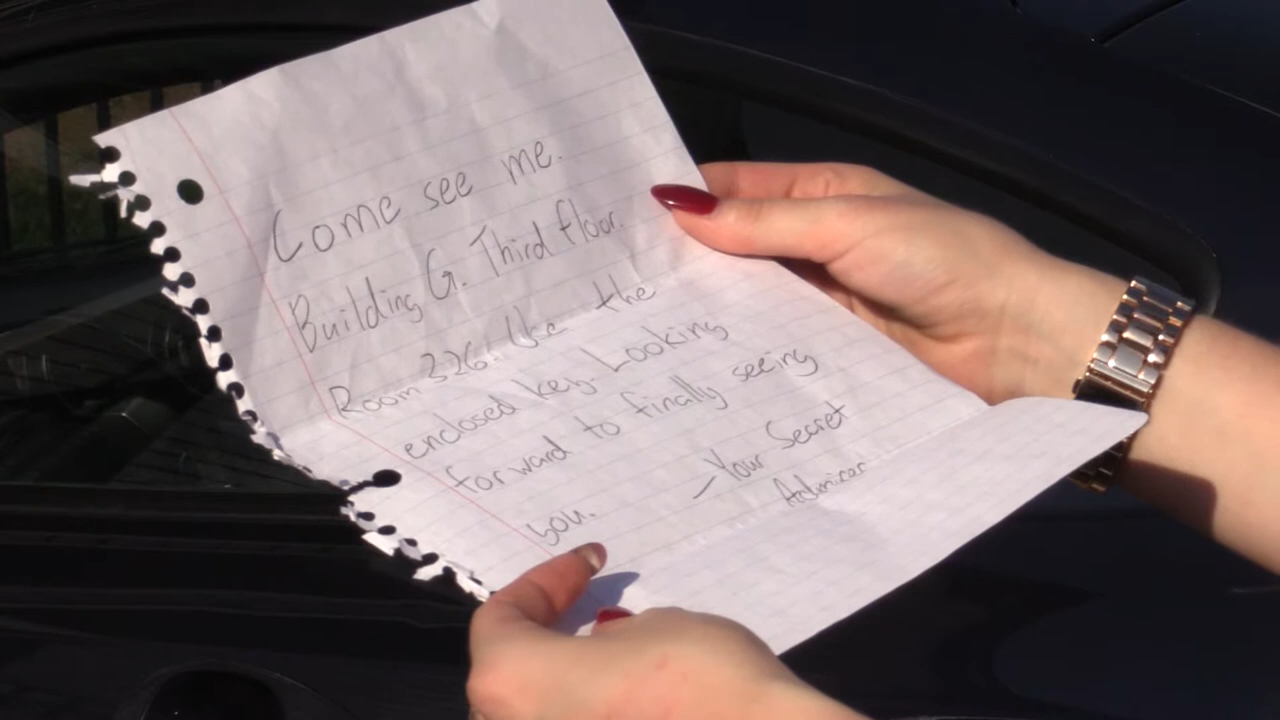 Come see me.
Building G. Third floor.
Room 326. Use the
enclosed key. Looking
forward to finally seeing
you.
– Your Secret
Admirer